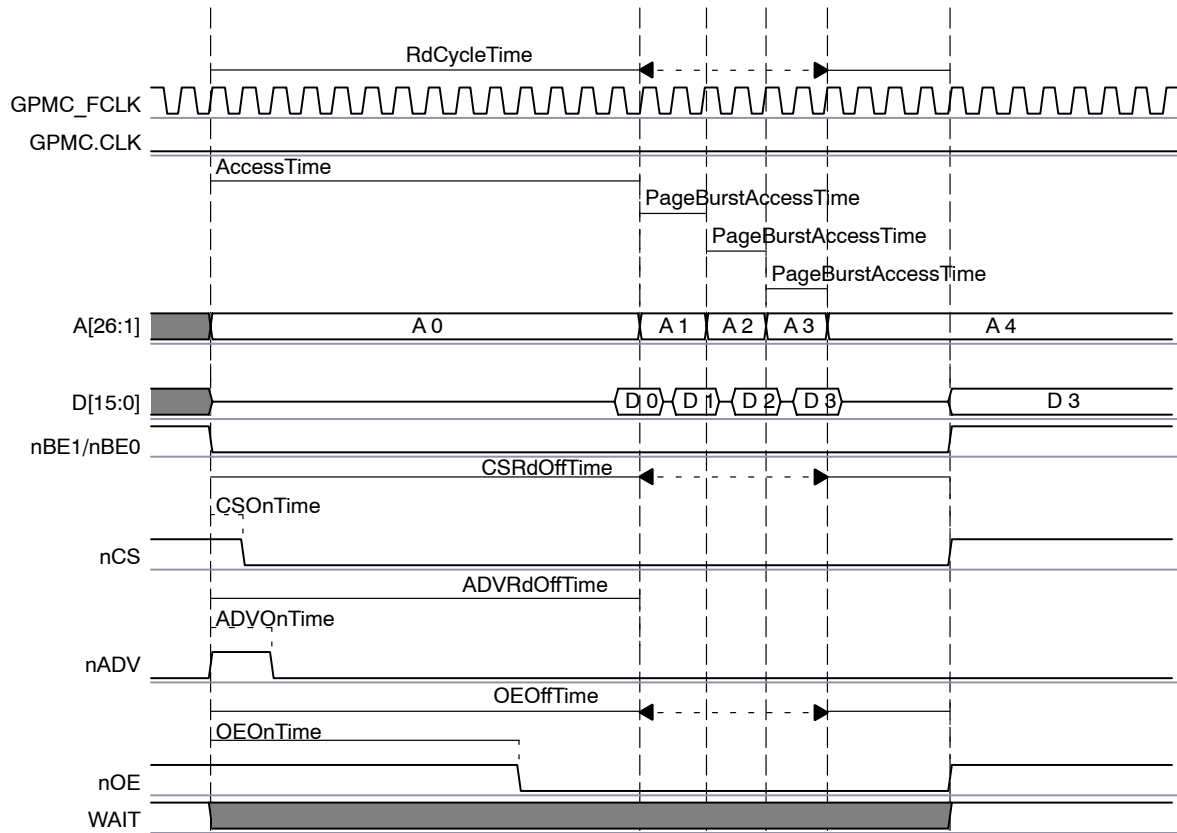 RdCycleTime
GPMC_FCLK
GPMC.CLK
AccessTime
PageBurstAccessTime
PageBurstAccessTime
PageBurstAccessTime
A[26:1] A 0 A 1 A 2 A 3 A 4
D[15:0] D 0 D 1 D 2 D 3 D 3
nBE1/nBE0
CSRdOffTime
CSOnTime
nCS
ADVRdOffTime
ADVOnTime
nADV
OEOffTime
OEOnTime
nOE
WAIT